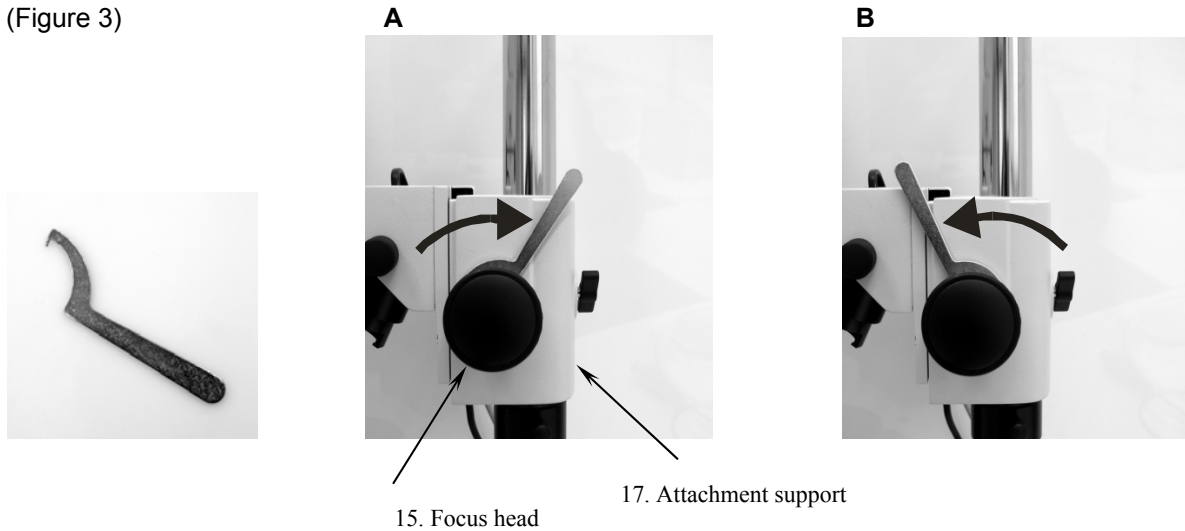 (Figure 3)
A
B
17. Attachment support
15. Focus head